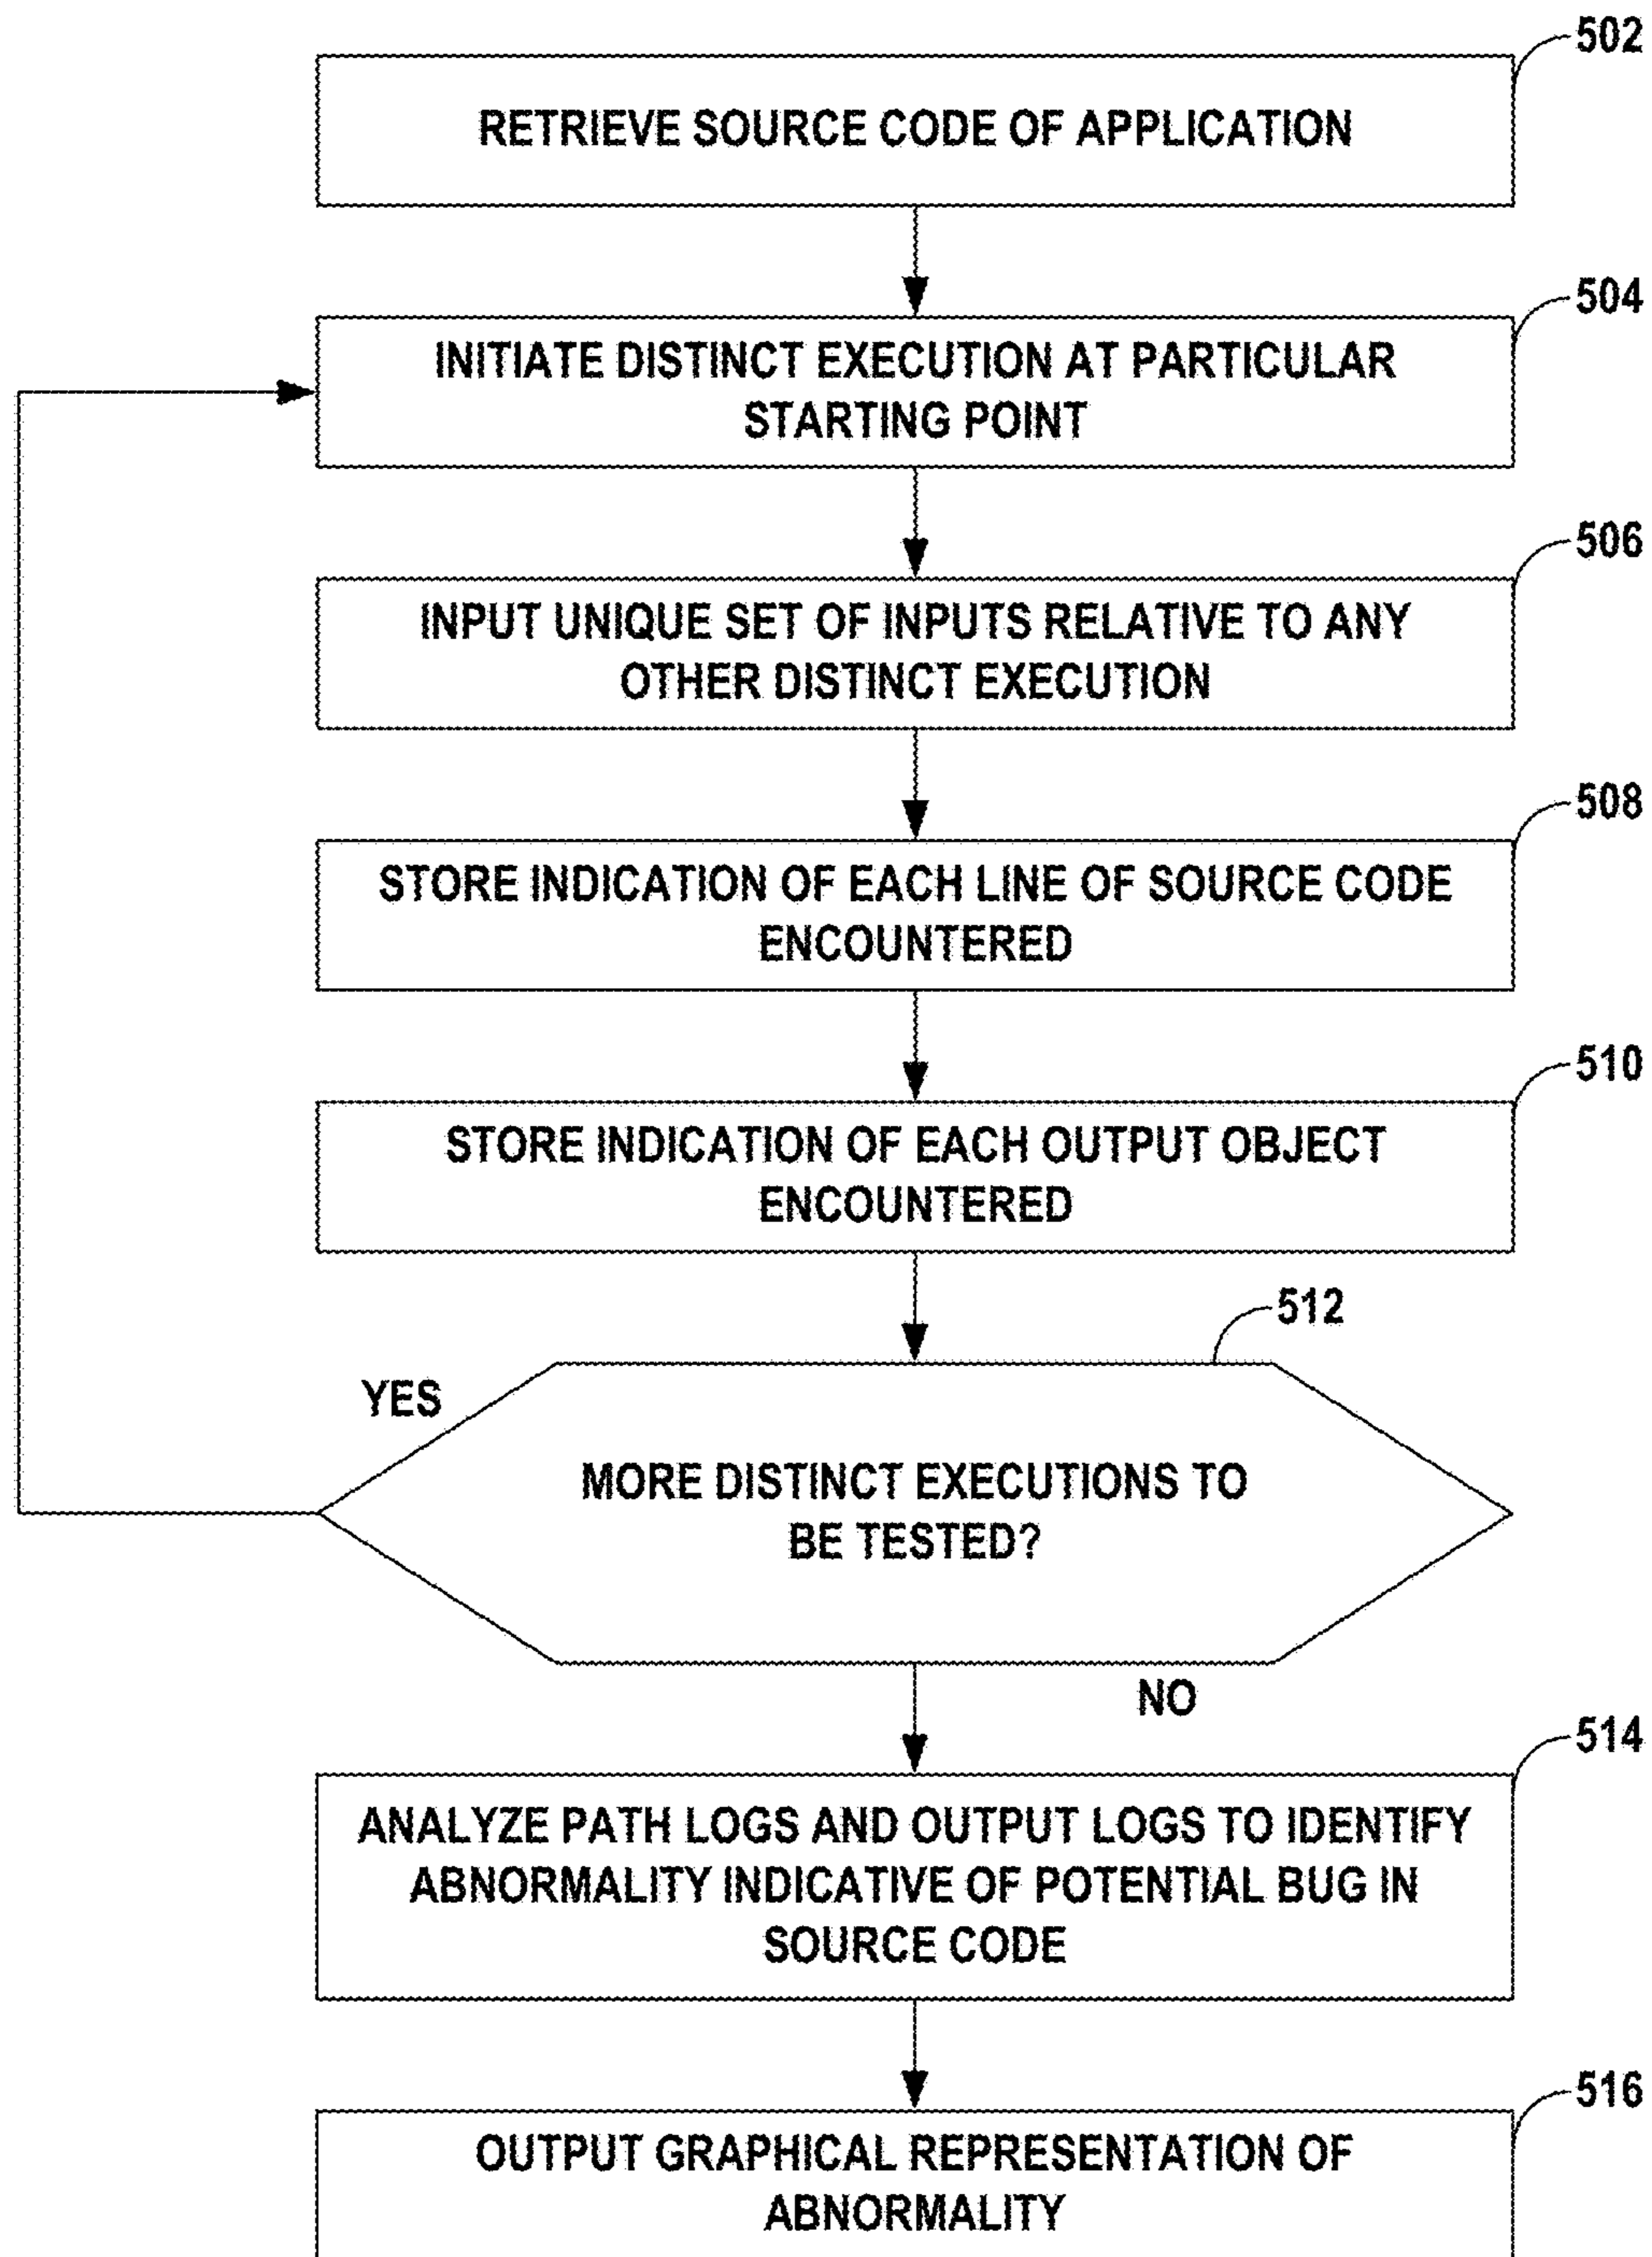 502
RETRIEVE SOURCE CODE OF APPLICATION
504
INITIATE DISTINCT EXECUTION AT PARTICULAR
STARTING POINT
506
INPUT UNIQUE SET OF INPUTS RELATIVE TO ANY
OTHER DISTINCT EXECUTION
508
STORE INDICATION OF EACH LINE OF SOURCE CODE
ENCOUNTERED
510
STORE INDICATION OF EACH OUTPUT OBJECT
ENCOUNTERED
512
YES
MORE DISTINCT EXECUTIONS TO
BE TESTED?
NO
514
ANALYZE PATH LOGS AND OUTPUT LOGS TO IDENTIFY
ABNORMALITY INDICATIVE OF POTENTIAL BUG IN
SOURCE CODE
516
OUTPUT GRAPHICAL REPRESENTATION OF
ABNORMALITY